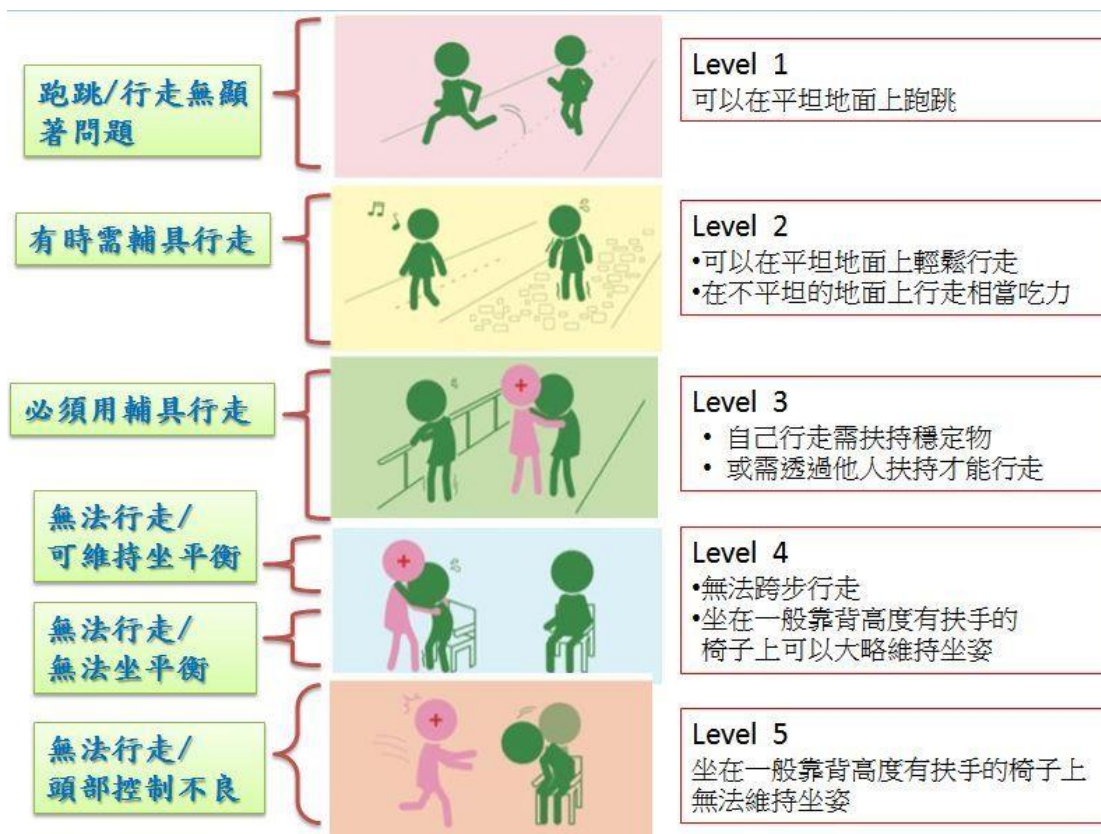 跑跳/行走無顯
著問題
Level 1
可以在平坦地面上跑跳
有時需輔具行走
Level 2
•可以在平坦地面上輕鬆行走
•在不平坦的地面上行走相當吃力
必須用輔具行走
Level 3
• 自己行走需扶持穩定物
• 或需透過他人扶持才能行走
無法行走/
可維持坐平衡
無法行走/
無法坐平衡
Level 4
•無法跨步行走
•坐在一般靠背高度有扶手的
椅子上可以大略維持坐姿
無法行走/
頭部控制不良
Level 5
坐在一般靠背高度有扶手的椅子上
無法維持坐姿